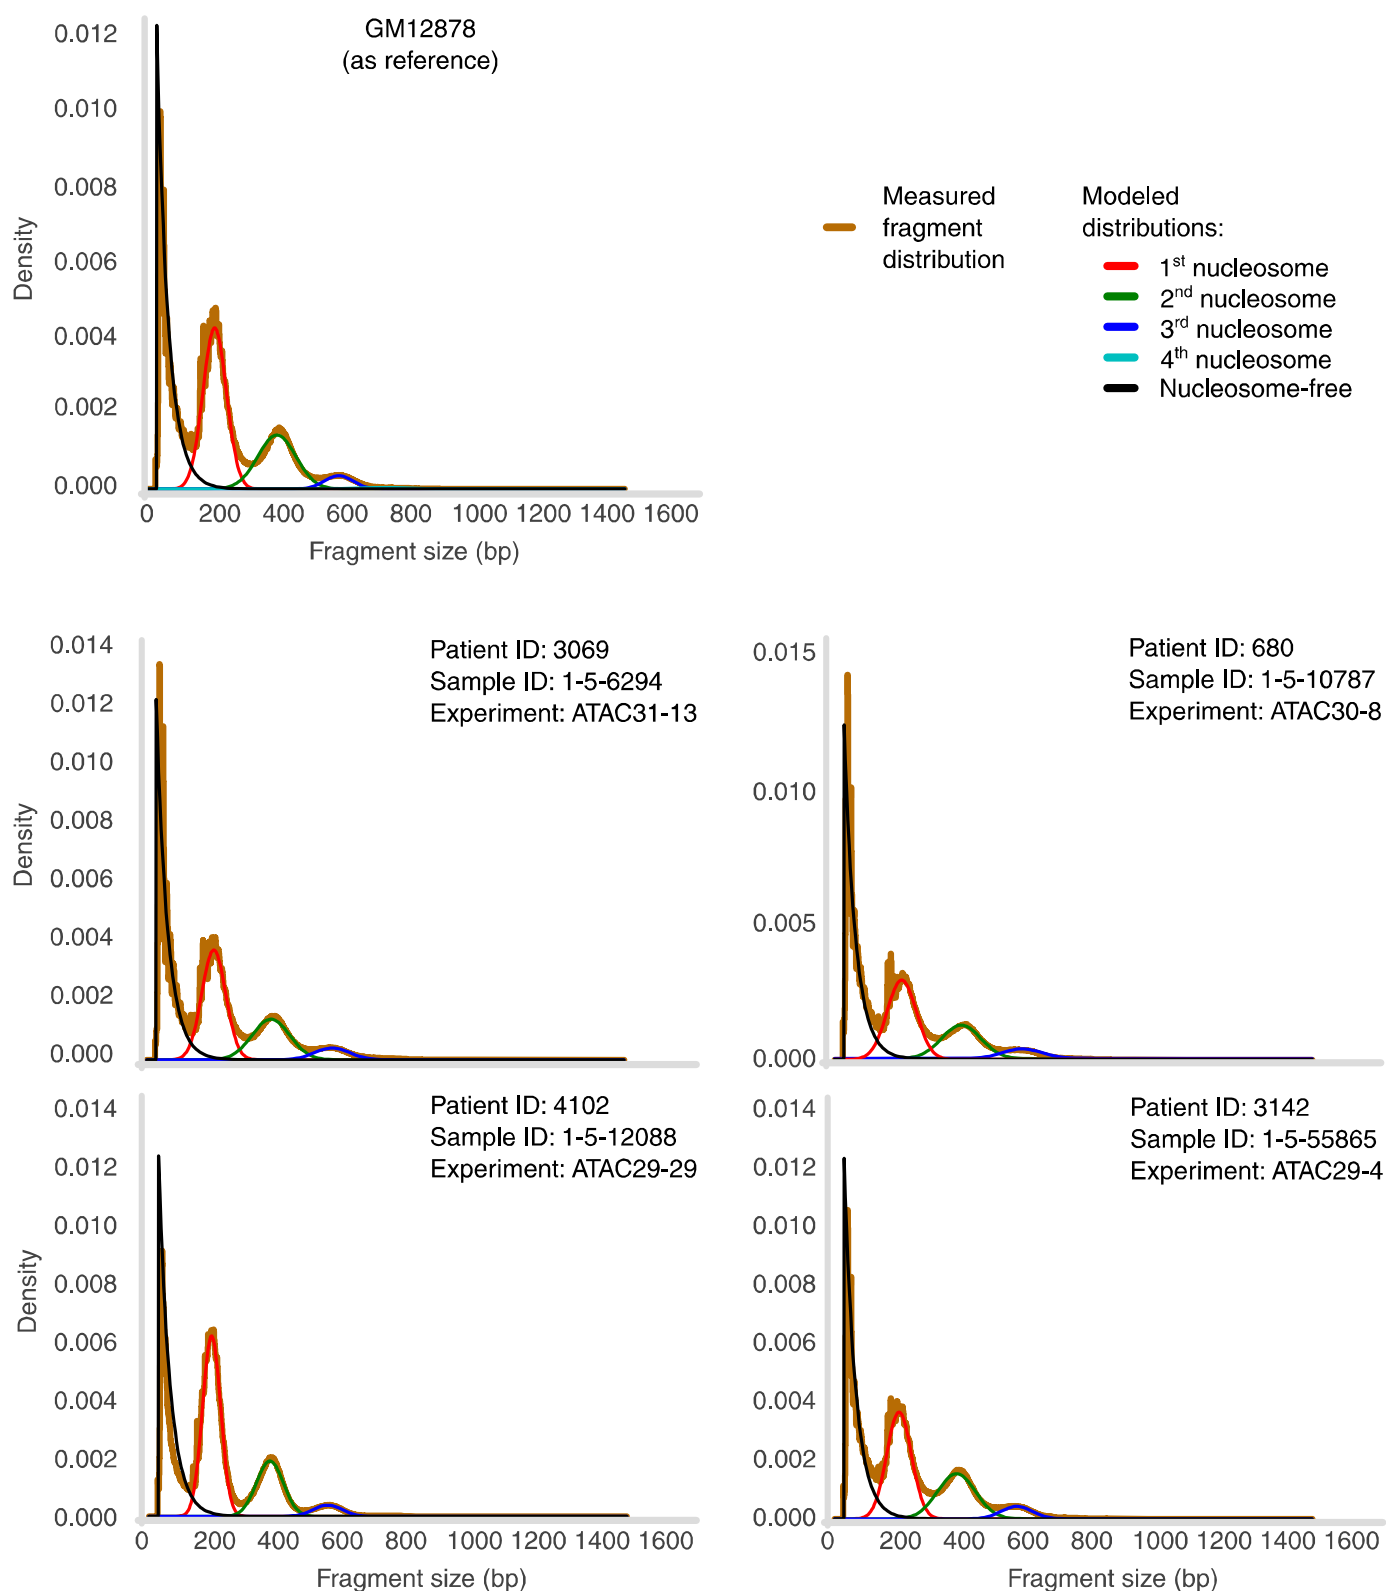 GM12878
(as reference)
0.012
0.010
0.008
0.006
0.004
0.002
0.000
Density
0 200 400 600 800 1000 1200 1400 1600
Fragment size (bp)
Measured
fragment
distribution
Modeled
distributions:
1st nucleosome
2nd nucleosome
3rd nucleosome
4th nucleosome
Nucleosome-free
Patient ID: 3069
Sample ID: 1-5-6294
Experiment: ATAC31-13
0.014
0.012
0.010
0.008
0.006
0.004
0.002
0.000
Density
Patient ID: 680
Sample ID: 1-5-10787
Experiment: ATAC30-8
0.015
0.010
0.005
0.000
Patient ID: 4102
Sample ID: 1-5-12088
Experiment: ATAC29-29
0.014
0.012
0.010
0.008
0.006
0.004
0.002
0.000
Density
0 200 400 600 800 1000 1200 1400 1600
Fragment size (bp)
Patient ID: 3142
Sample ID: 1-5-55865
Experiment: ATAC29-4
0.014
0.012
0.010
0.008
0.006
0.004
0.002
0.000
0 200 400 600 800 1000 1200 1400 1600
Fragment size (bp)